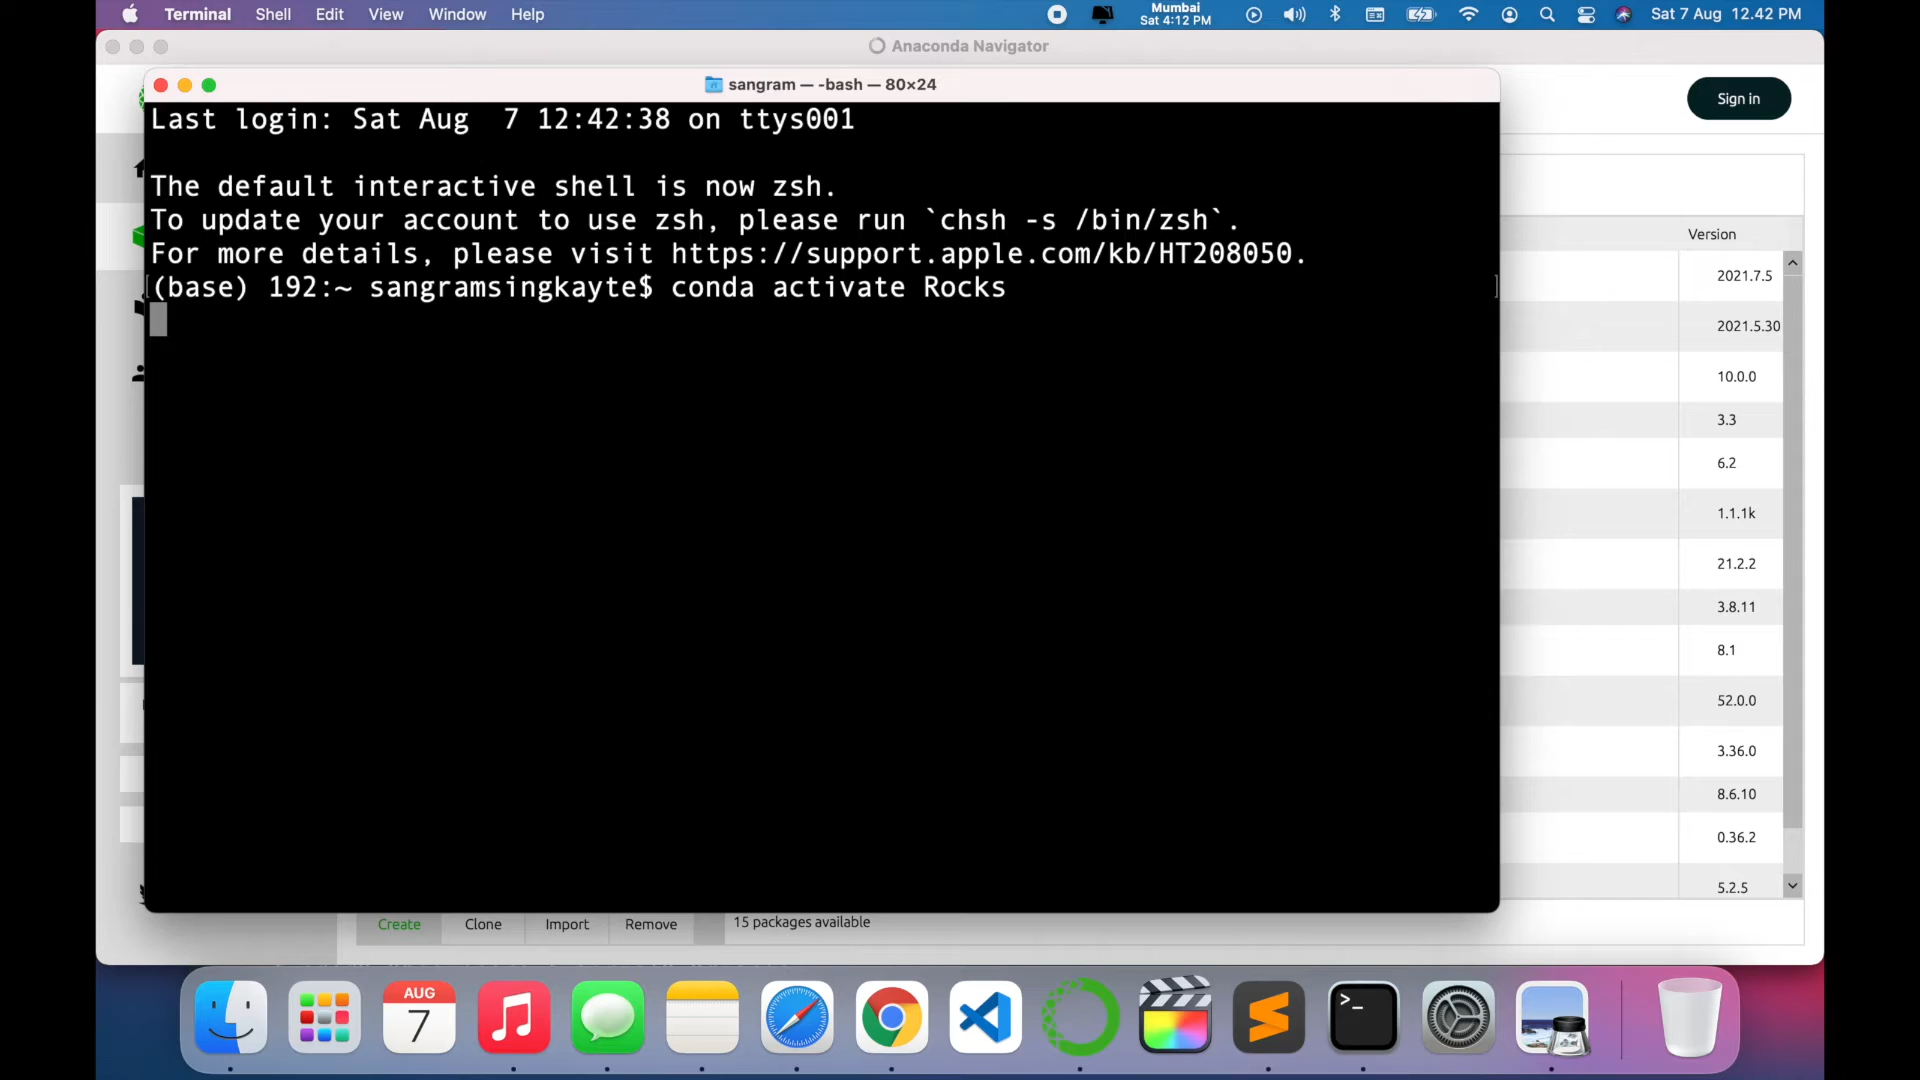 Terminal Shell Edit View Window Help
Mumbai
Sat 4:12 PM
Sat 7 Aug 12.42 PM
Anaconda Navigator
sangram — -bash — 80×24
Sign in
Last login: Sat Aug  7 12:42:38 on ttys001
The default interactive shell is now zsh.
To update your account to use zsh, please run `chsh -s /bin/zsh`.
For more details, please visit https://support.apple.com/kb/HT208050.
(base) 192:~ sangramsingkayte$ conda activate Rocks
Version
2021.7.5
2021.5.30
10.0.0
3.3
6.2
1.1.1k
21.2.2
3.8.11
8.1
52.0.0
3.36.0
8.6.10
0.36.2
5.2.5
Create Clone Import Remove 15 packages available
AUG
7
>_